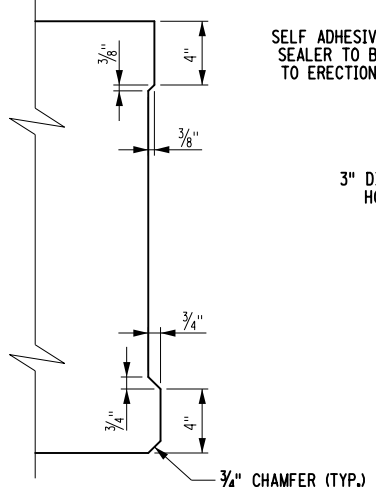 SELF ADHESIV
SEALER TO B
TO ERECTION
3/8"
4"
3/8"
3" D
HO
3/4"
3/4"
4"
3/4" CHAMFER (TYP.)